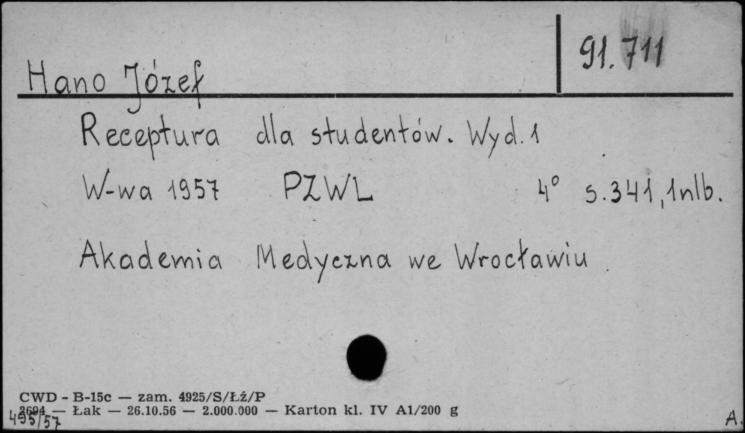 91.711
Hano Józef
Receptura dla studentów. Wyd. 1
W-wa 1957 PZWL 4° s. 341, 1nlb.
Akademia Medyczna we Wrocławiu.
CWD - B-15c — zam. 4925/S/Łż/P
2694 — Łak — 26.10.56 — 2.000.000 — Karton kl. IV A1/200 g
495/57
A.